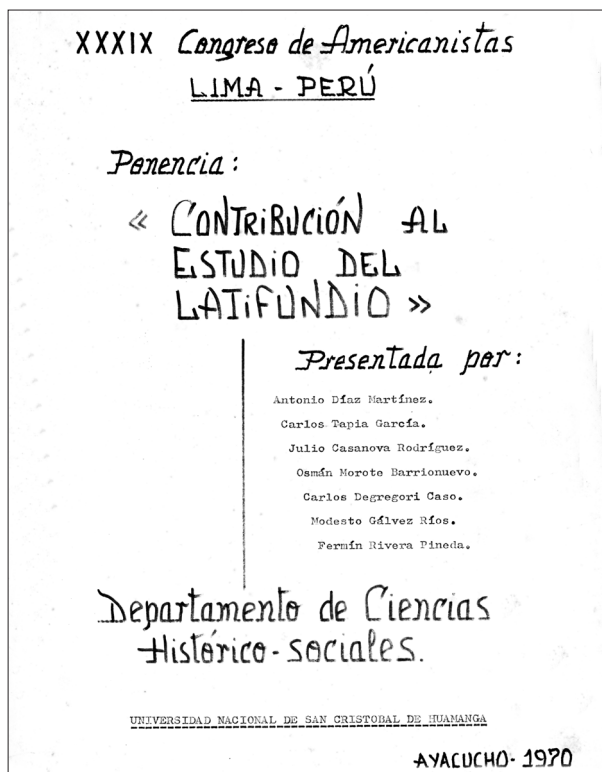 XXXIX Congreso de Americanistas
LIMA - PERÚ
Ponencia:
« CONTRIBUCIÓN AL
ESTUDIO DEL
LATIFUNDIO »
Presentada por:
Antonio Díaz Martínez.
Carlos Tapia García.
Julio Casanova Rodríguez.
Osmán Morote Barrionuevo.
Carlos Degregori Caso.
Modesto Gálvez Ríos.
Fermín Rivera Pineda.
Departamento de Ciencias
Histórico-sociales.
UNIVERSIDAD NACIONAL DE SAN CRISTOBAL DE HUAMANGA
AYACUCHO-1970